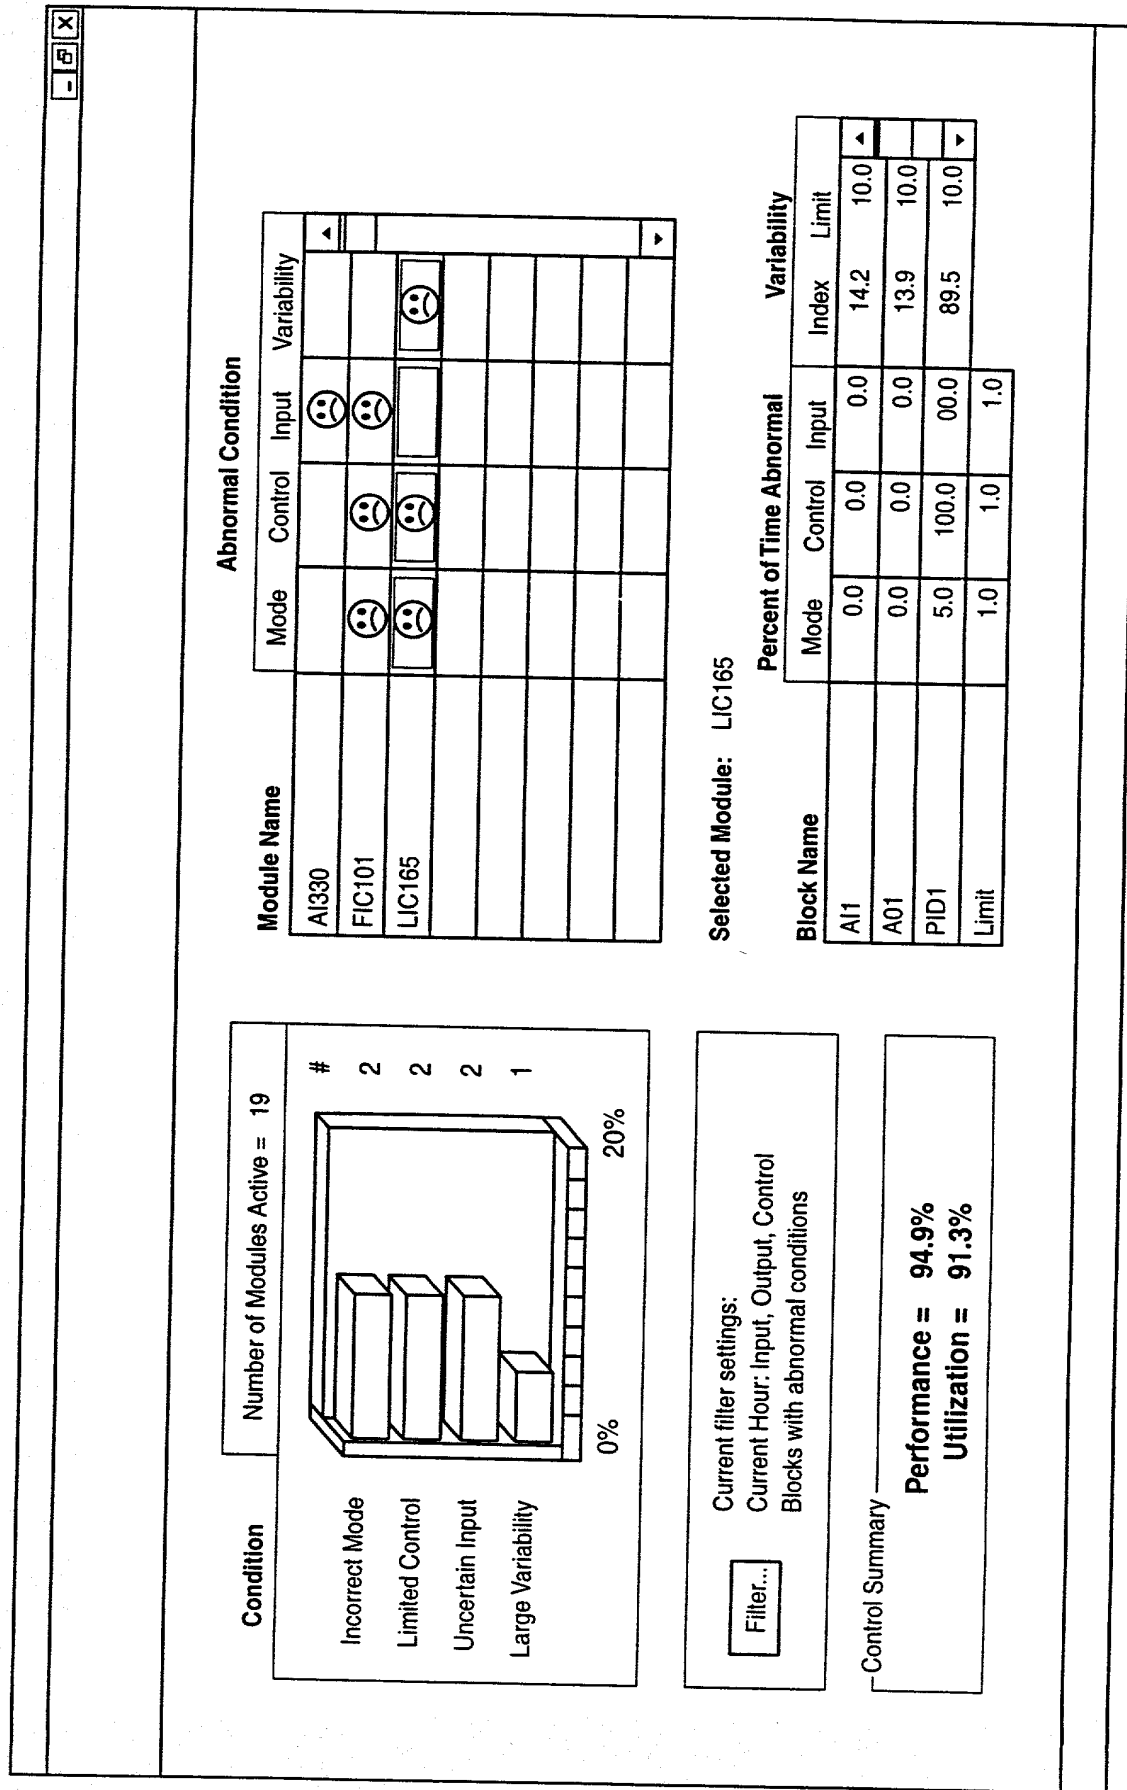 Condition
Number of Modules Active = 19
#
Incorrect Mode 2
Limited Control 2
Uncertain Input 2
Large Variability 1
0% 20%
Filter...
Current filter settings:
Current Hour: Input, Output, Control
Blocks with abnormal conditions
Control Summary
Performance = 94.9%
Utilization = 91.3%
Abnormal Condition
Module Name Mode Control Input Variability
AI330
FIC101
LIC165
Selected Module: LIC165
Percent of Time Abnormal Variability
Block Name Mode Control Input Index Limit
AI1 0.0 0.0 0.0 14.2 10.0
A01 0.0 0.0 0.0 13.9 10.0
PID1 5.0 100.0 00.0 89.5 10.0
Limit 1.0 1.0 1.0